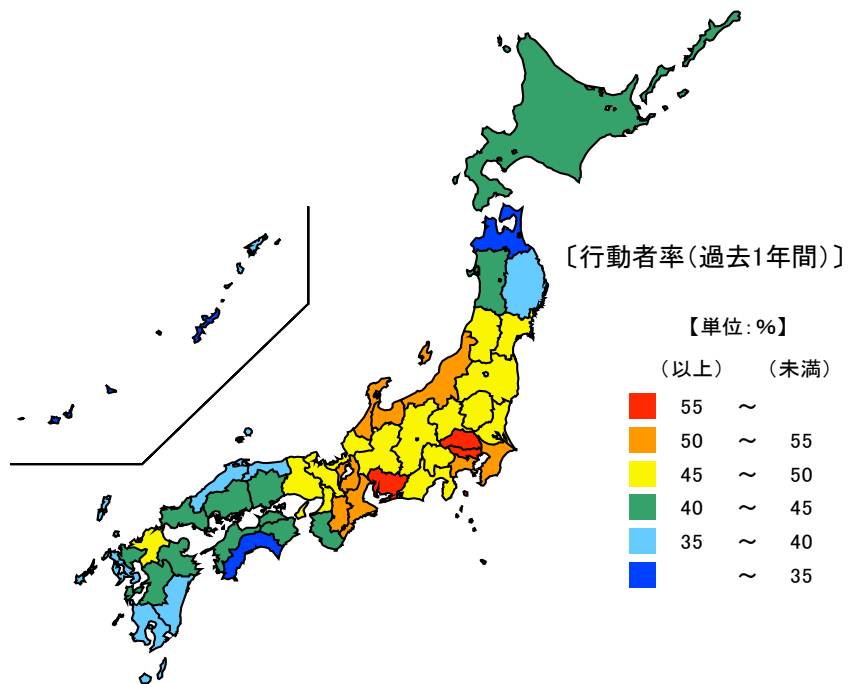 〔行動者率（過去1年間）〕
【単位：%】
（以上） （未満）
55 ～
50 ～ 55
45 ～ 50
40 ～ 45
35 ～ 40
～ 35